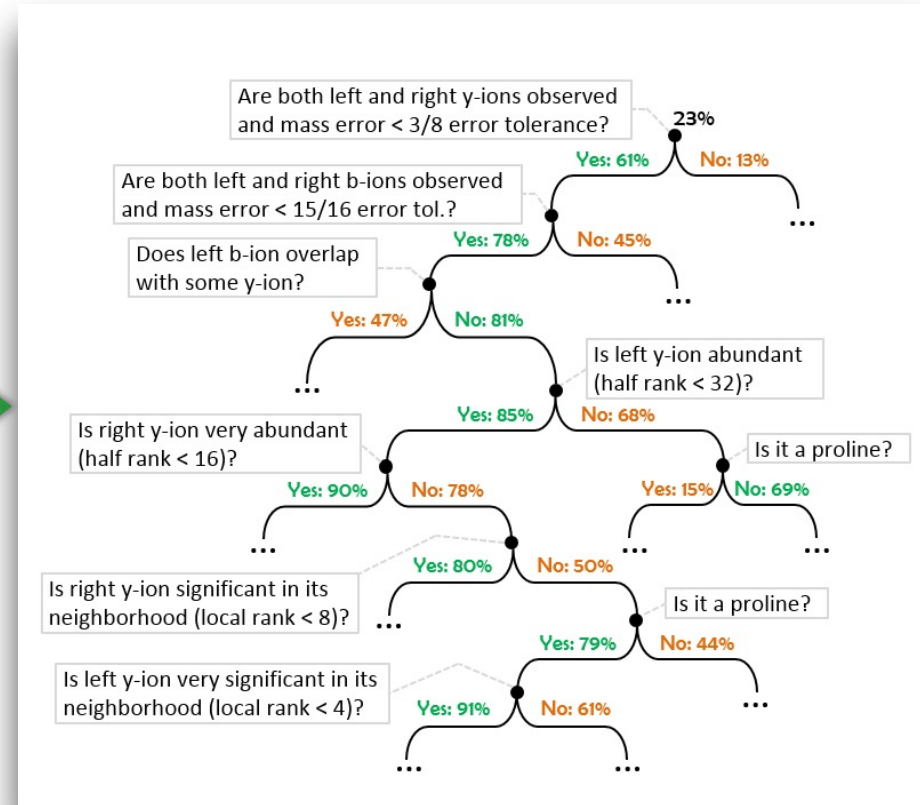 Are both left and right y-ions observed
and mass error < 3/8 error tolerance?
23%
Yes: 61%
No: 13%
...
Are both left and right b-ions observed
and mass error < 15/16 error tol.?
Yes: 78%
No: 45%
...
Does left b-ion overlap
with some y-ion?
Yes: 47%
No: 81%
...
Is left y-ion abundant
(half rank < 32)?
Yes: 85%
No: 68%
Is right y-ion very abundant
(half rank < 16)?
Is it a proline?
Yes: 90%
No: 78%
Yes: 15%
No: 69%
...
...
...
Is right y-ion significant in its
neighborhood (local rank < 8)?
Yes: 80%
No: 50%
...
Is it a proline?
Yes: 79%
No: 44%
...
Is left y-ion very significant in its
neighborhood (local rank < 4)?
Yes: 91%
No: 61%
...
...